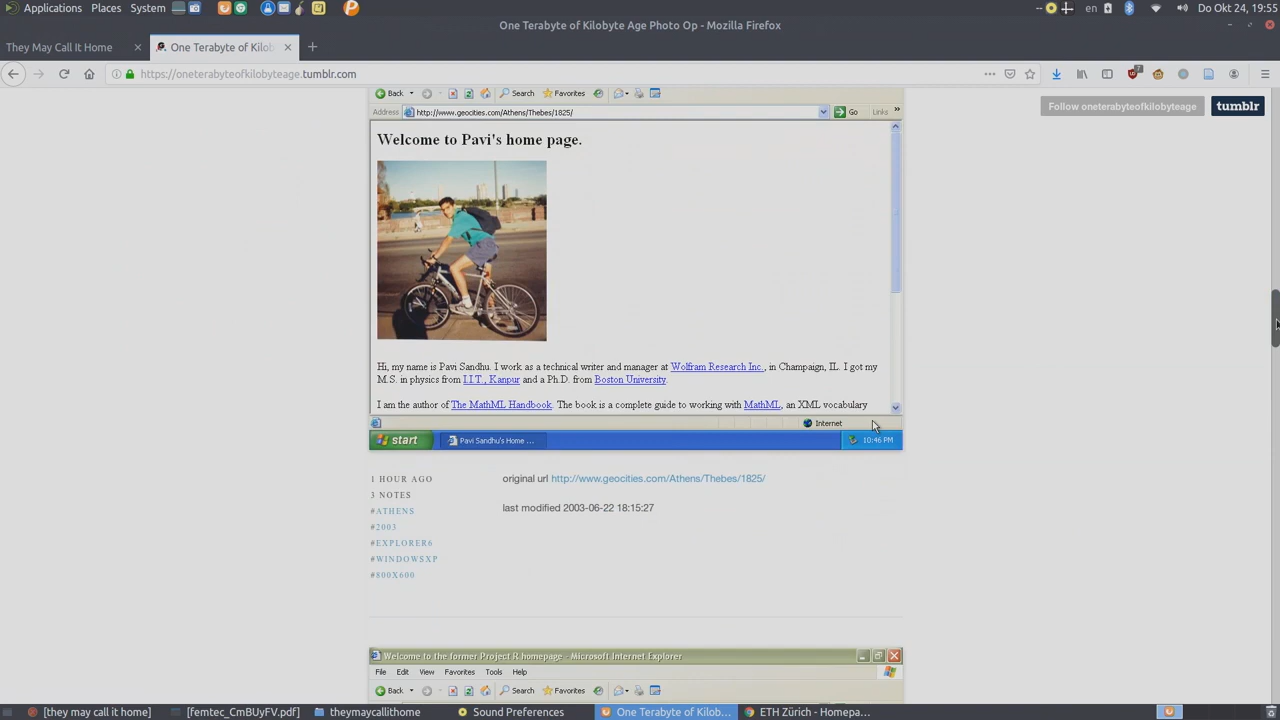 Applications Places System
en
Do Okt 24, 19:55
One Terabyte of Kilobyte Age Photo Op - Mozilla Firefox
They May Call It Home
One Terabyte of Kilob
https://oneterabyteofkilobyteage.tumblr.com
7
Back
Search
Favorites
Follow oneterabyteofkilobyteage
tumblr
Address
http://www.geocities.com/Athens/Thebes/1825/
Go
Links
Welcome to Pavi's home page.
Hi, my name is Pavi Sandhu. I work as a technical writer and manager at Wolfram Research Inc., in Champaign, IL. I got my
M.S. in physics from I.I.T., Kanpur and a Ph.D. from Boston University.
I am the author of The MathML Handbook. The book is a complete guide to working with MathML, an XML vocabulary
Internet
start
Pavi Sandhu's Home ...
10:46 PM
1 HOUR AGO
3 NOTES
#ATHENS
#2003
#EXPLORER6
#WINDOWSXP
#800X600
original url http://www.geocities.com/Athens/Thebes/1825/
last modified 2003-06-22 18:15:27
Welcome to the former Project R homepage - Microsoft Internet Explorer
File Edit View Favorites Tools Help
Back
Search
Favorites
[they may call it home]
[femtec_CmBUyFV.pdf]
theymaycallithome
Sound Preferences
One Terabyte of Kilob...
ETH Zürich - Homepa...